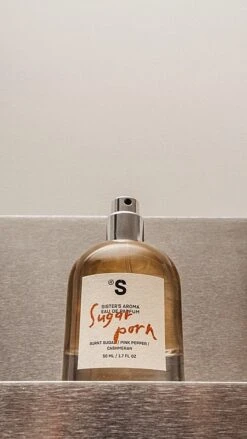 ®S
SISTER'S AROMA
EAU DE PARFUM
Sugar
porn
BURNT SUGAR / PINK PEPPER /
CASHMERAN
50 ML / 1.7 FL OZ